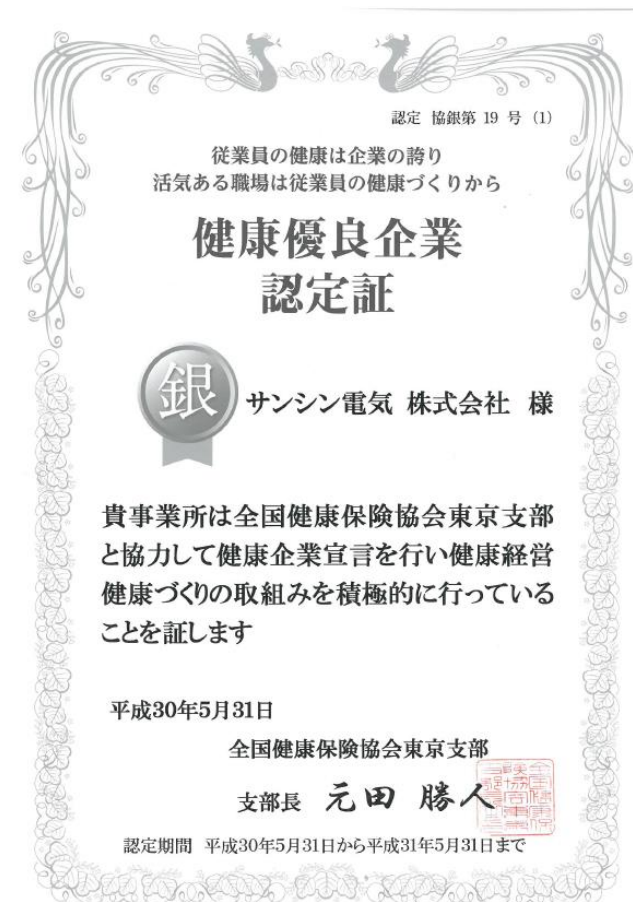 認定 協銀第 19 号 (1)
従業員の健康は企業の誇り
活気ある職場は従業員の健康づくりから
健康優良企業
認定証
銀
サンシン電気 株式会社 様
貴事業所は全国健康保険協会東京支部
と協力して健康企業宣言を行い健康経営
健康づくりの取組みを積極的に行っている
ことを証します
平成30年5月31日
全国健康保険協会東京支部
支部長 元田 勝人
認定期間 平成30年5月31日から平成31年5月31日まで